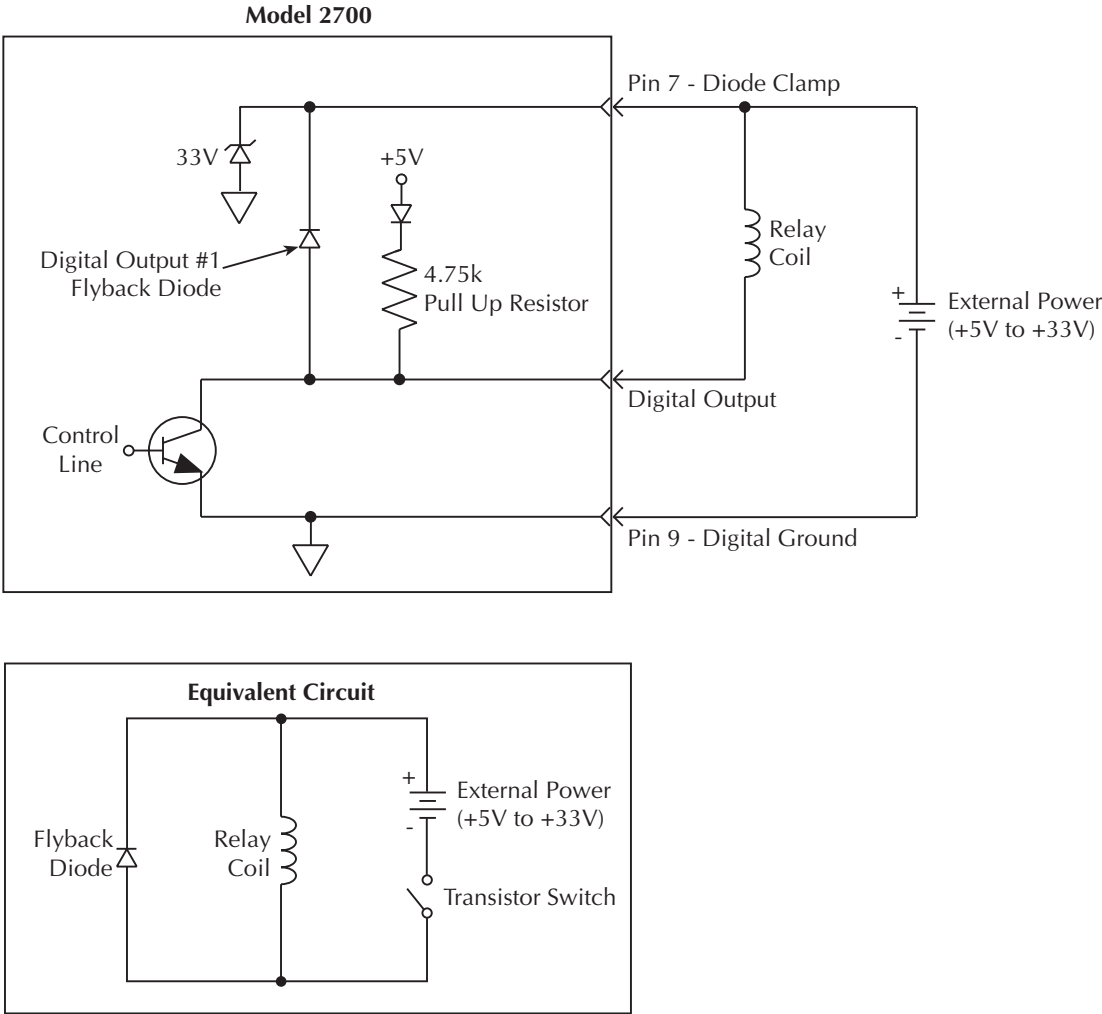 Model 2700
Pin 7 - Diode Clamp
33V
+5V
Digital Output #1
Flyback Diode
4.75k
Pull Up Resistor
Relay
Coil
+
-
External Power
(+5V to +33V)
Digital Output
Control
Line
Pin 9 - Digital Ground
Equivalent Circuit
Flyback
Diode
Relay
Coil
+
-
External Power
(+5V to +33V)
Transistor Switch